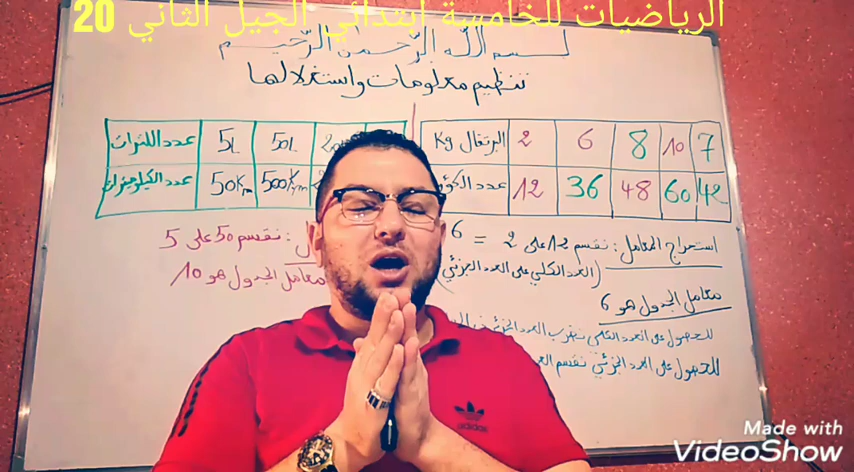 الرياضيات للخامسة ابتدائي الجيل الثاني 20
بسم الله الرحمن الرحيم
تنظيم معلومات واستغلالها
البرتقال Kg 2 6 8 10 7
عدد 12 36 48 60 42
عدد اللترات 5L 50L
عدد الكيلومترات 50Km 500Km
استخراج المعامل: نقسم 12 على 2 = 6
(العدد الكلي على العدد الجزئي)
معامل الجدول هو 6
للحصول على العدد الكلي نضرب العدد الجزئي في
للحصول على العدد الجزئي نقسم
: نقسم 50 على 5
معامل الجدول هو 10
adidas
Made with
VideoShow